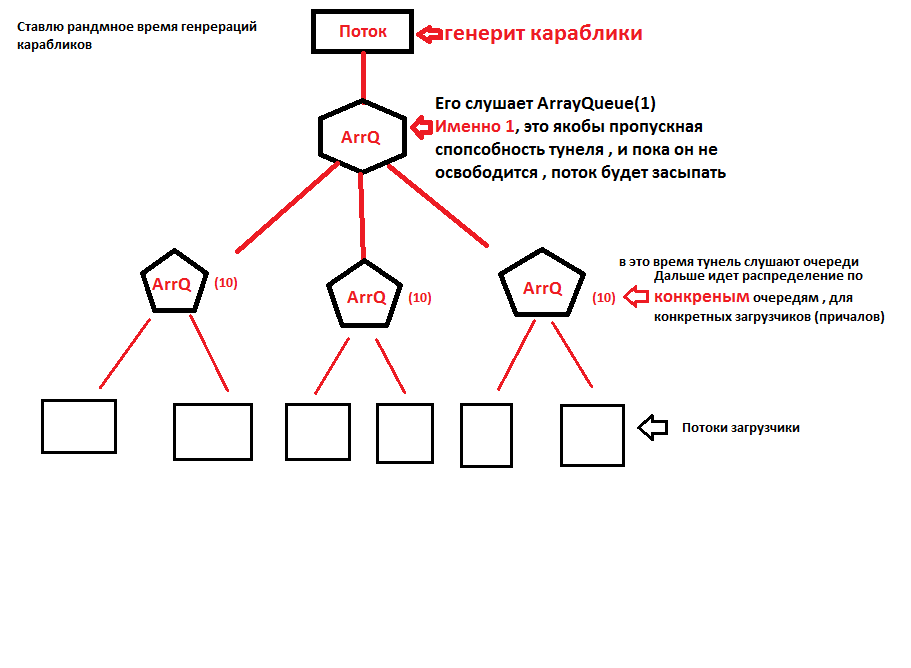 Ставлю рандмное время генрераций
карабликов
Поток
генерит караблики
Его слушает ArrayQueue(1)
Именно 1, это якобы пропускная
спопсобность тунеля , и пока он не
освободится , поток будет засыпать
ArrQ
в это время тунель слушают очереди
Дальше идет распределение по
конкреным очередям , для
конкретных загрузчиков (причалов)
ArrQ (10)
ArrQ (10)
ArrQ (10)
Потоки загрузчики